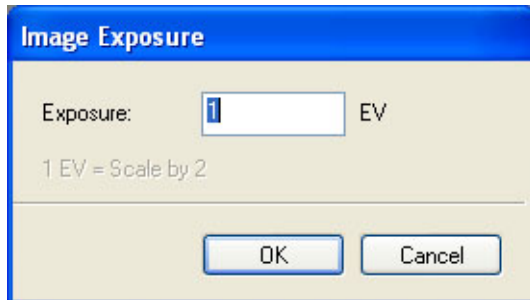 Image Exposure
Exposure: 1 EV
1 EV = Scale by 2
OK Cancel